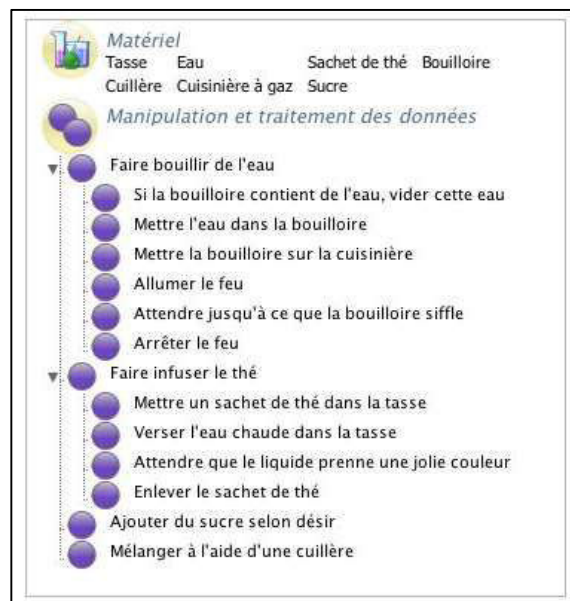 Matériel
Tasse Eau Sachet de thé Bouilloire
Cuillère Cuisinière à gaz Sucre
Manipulation et traitement des données
Faire bouillir de l'eau
Si la bouilloire contient de l'eau, vider cette eau
Mettre l'eau dans la bouilloire
Mettre la bouilloire sur la cuisinière
Allumer le feu
Attendre jusqu'à ce que la bouilloire siffle
Arrêter le feu
Faire infuser le thé
Mettre un sachet de thé dans la tasse
Verser l'eau chaude dans la tasse
Attendre que le liquide prenne une jolie couleur
Enlever le sachet de thé
Ajouter du sucre selon désir
Mélanger à l'aide d'une cuillère